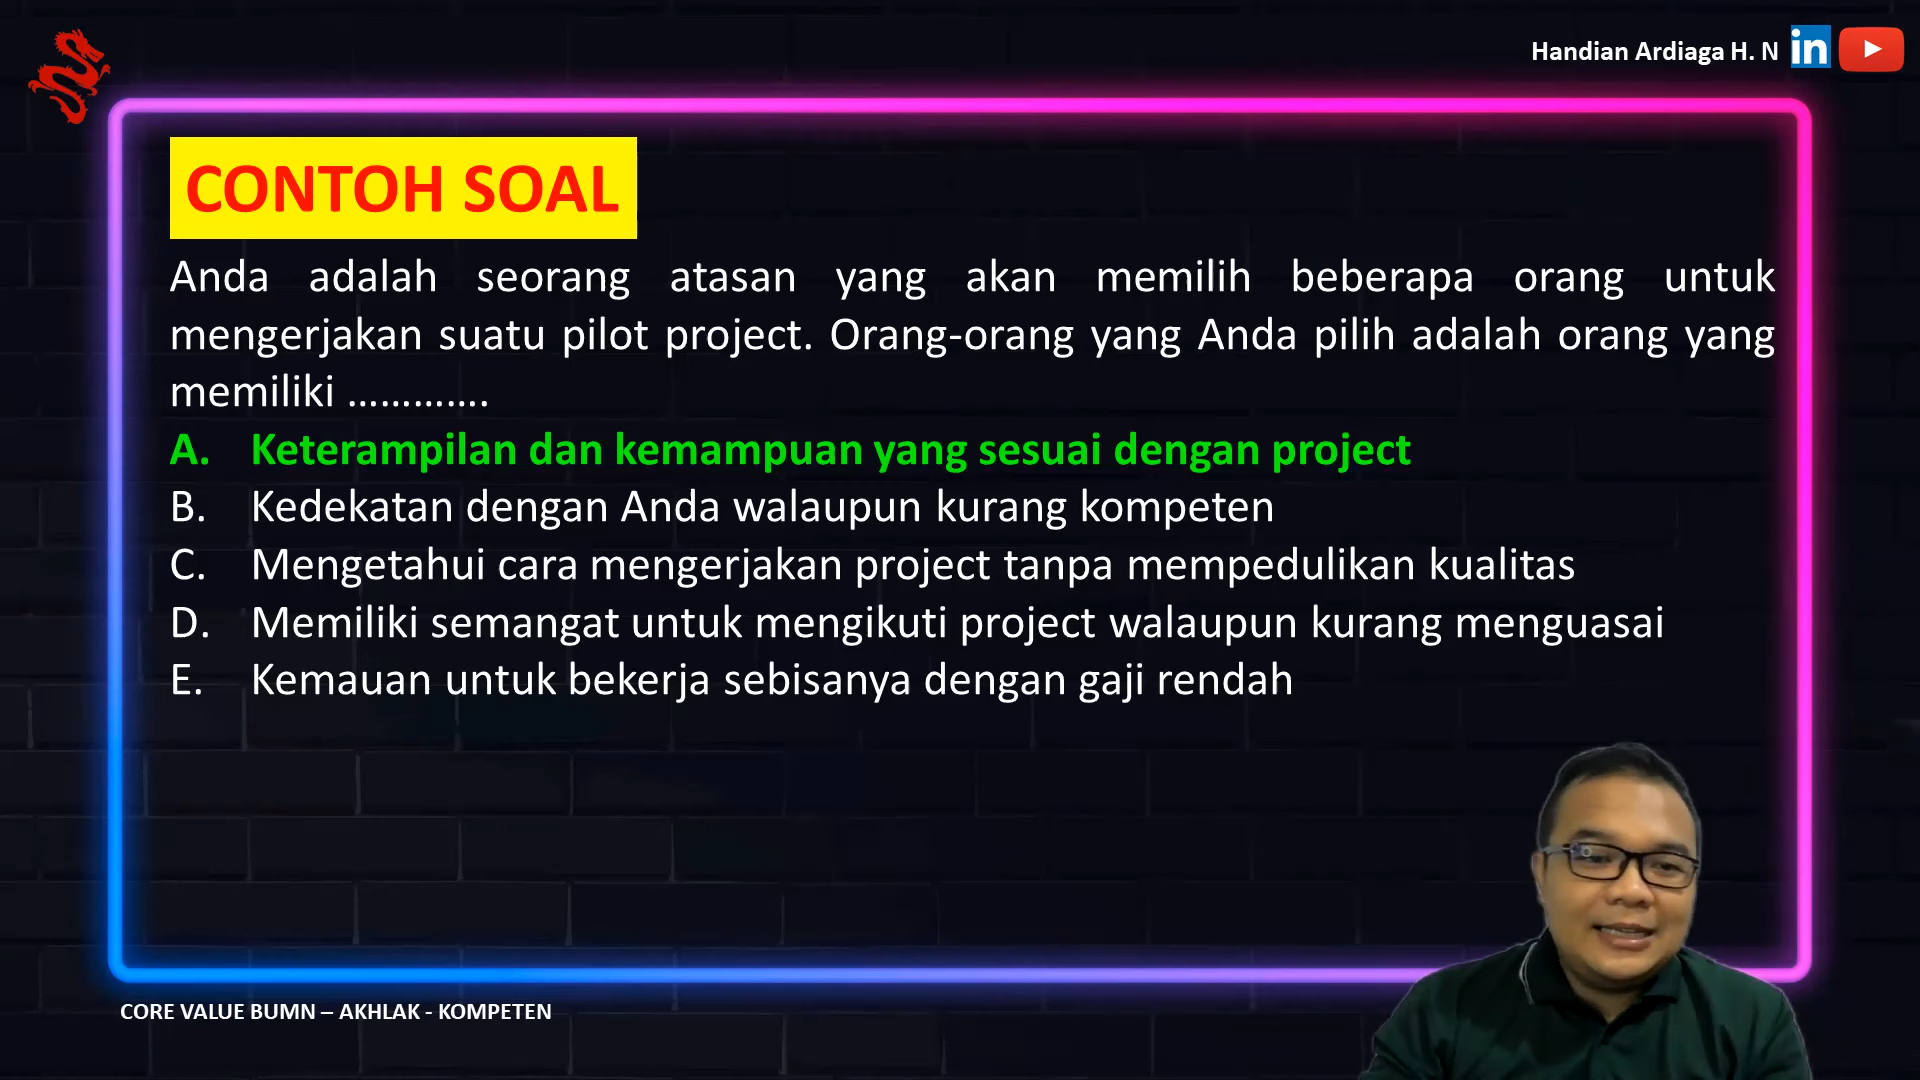 Handian Ardiaga H. N
in
CONTOH SOAL
Anda adalah seorang atasan yang akan memilih beberapa orang untuk
mengerjakan suatu pilot project. Orang-orang yang Anda pilih adalah orang yang
memiliki .............
A. Keterampilan dan kemampuan yang sesuai dengan project
B. Kedekatan dengan Anda walaupun kurang kompeten
C. Mengetahui cara mengerjakan project tanpa mempedulikan kualitas
D. Memiliki semangat untuk mengikuti project walaupun kurang menguasai
E. Kemauan untuk bekerja sebisanya dengan gaji rendah
CORE VALUE BUMN – AKHLAK - KOMPETEN